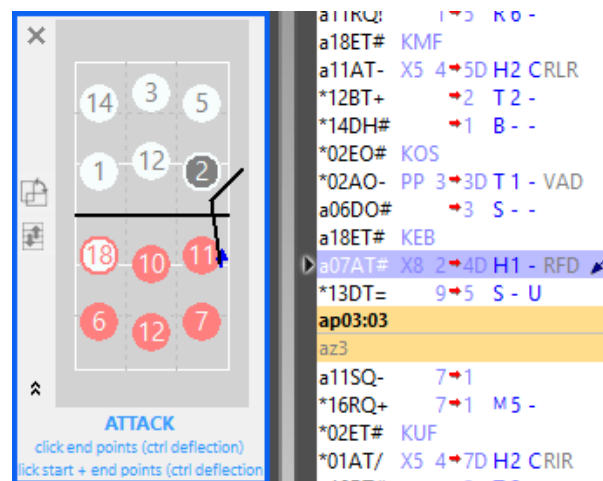 14 3 5
1 12 2
18 10 11
6 12 7
ATTACK
click end points (ctrl deflection)
lick start + end points (ctrl deflection
a11RQ! 1 5 R 6 -
a18ET# KMF
a11AT- X5 4 5D H2 CRLR
*12BT+ 2 T 2 -
*14DH# 1 B - -
*02EO# KOS
*02AO- PP 3 3D T 1 - VAD
a06DO# 3 S - -
a18ET# KEB
a07AT# X8 2 4D H1 - RFD
*13DT= 9 5 S - U
ap03:03
az3
a11SQ- 7 1
*16RQ+ 7 1 M 5 -
*02ET# KUF
*01AT/ X5 4 7D H2 CRIR